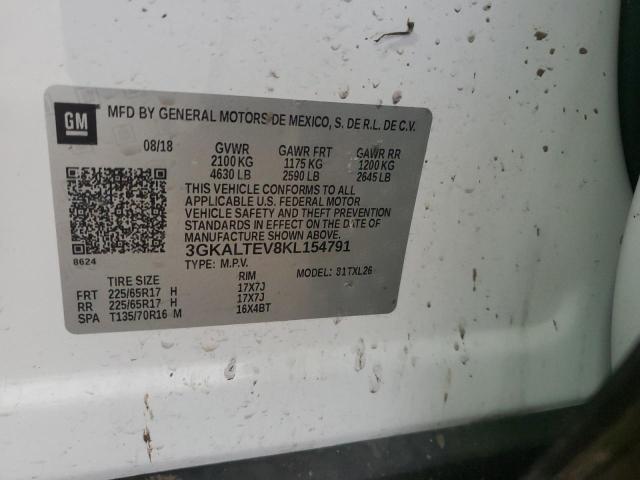 GM
MFD BY GENERAL MOTORS DE MEXICO, S. DE R.L. DE C.V.
08/18 GVWR GAWR FRT GAWR RR
2100 KG 1175 KG 1200 KG
4630 LB 2590 LB 2645 LB
THIS VEHICLE CONFORMS TO ALL
APPLICABLE U.S. FEDERAL MOTOR
VEHICLE SAFETY AND THEFT PREVENTION
STANDARDS IN EFFECT ON THE DATE OF
MANUFACTURE SHOWN ABOVE.
8624
3GKALTEV8KL154791
TYPE: M.P.V. MODEL: S1TXL26
TIRE SIZE RIM
FRT 225/65R17 H 17X7J
RR 225/65R17 H 17X7J
SPA T135/70R16 M 16X4BT